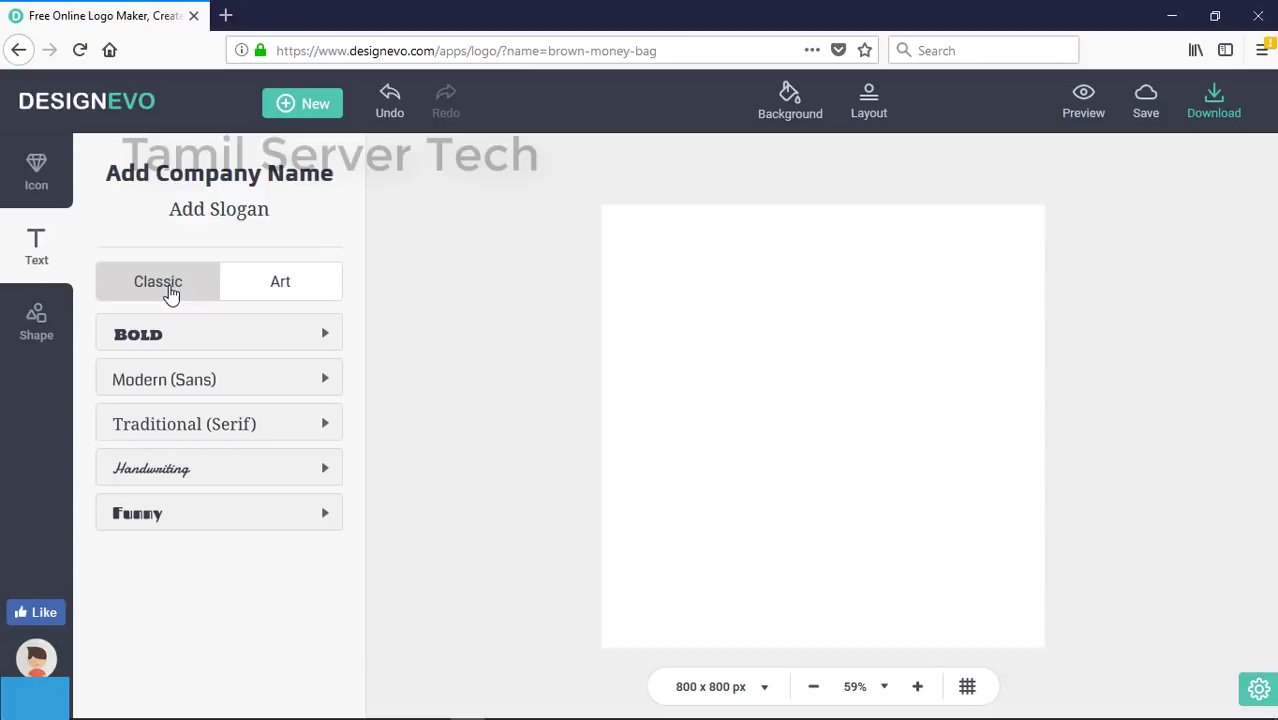 Free Online Logo Maker, Create
https://www.designevo.com/apps/logo/?name=brown-money-bag
Search
DESIGNEVO
New
Undo
Redo
Background
Layout
Preview
Save
Download
Tamil Server Tech
Icon
Text
Shape
Add Company Name
Add Slogan
Classic
Art
BOLD
Modern (Sans)
Traditional (Serif)
Handwriting
Funny
Like
800 x 800 px
59%